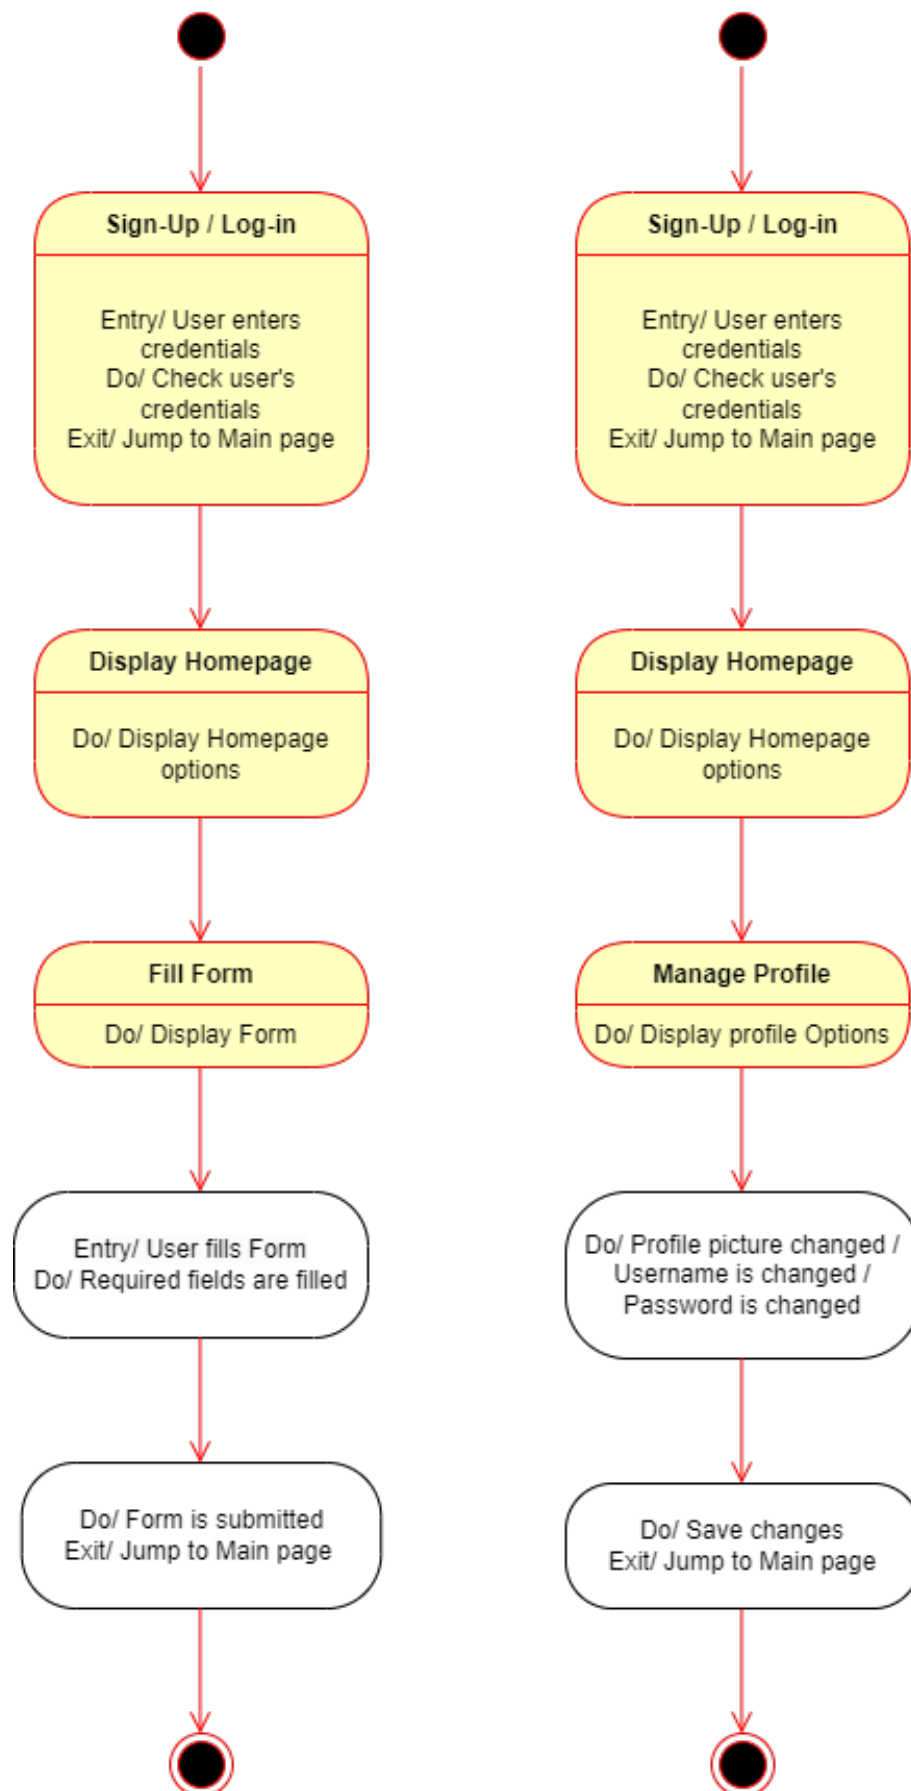 Sign-Up / Log-in
Entry/ User enters
credentials
Do/ Check user's
credentials
Exit/ Jump to Main page
Display Homepage
Do/ Display Homepage
options
Fill Form
Do/ Display Form
Entry/ User fills Form
Do/ Required fields are filled
Do/ Form is submitted
Exit/ Jump to Main page
Sign-Up / Log-in
Entry/ User enters
credentials
Do/ Check user's
credentials
Exit/ Jump to Main page
Display Homepage
Do/ Display Homepage
options
Manage Profile
Do/ Display profile Options
Do/ Profile picture changed /
Username is changed /
Password is changed
Do/ Save changes
Exit/ Jump to Main page